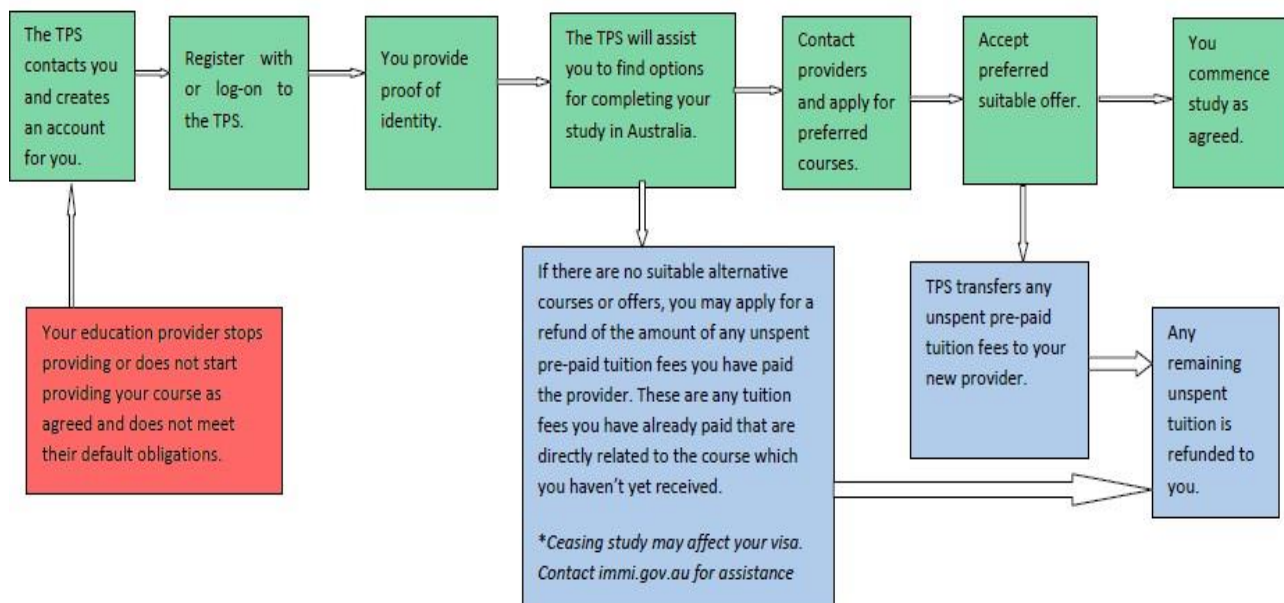 The TPS
contacts you
and creates
an account
for you.
Register with
or log-on to
the TPS.
You provide
proof of
identity.
The TPS will assist
you to find options
for completing your
study in Australia.
Contact
providers
and apply for
preferred
courses.
Accept
preferred
suitable offer.
You
commence
study as
agreed.
Your education provider stops
providing or does not start
providing your course as
agreed and does not meet
their default obligations.
If there are no suitable alternative
courses or offers, you may apply for a
refund of the amount of any unspent
pre-paid tuition fees you have paid
the provider. These are any tuition
fees you have already paid that are
directly related to the course which
you haven’t yet received.
*Ceasing study may affect your visa.
Contact immi.gov.au for assistance
TPS transfers any
unspent pre-paid
tuition fees to your
new provider.
Any
remaining
unspent
tuition is
refunded to
you.